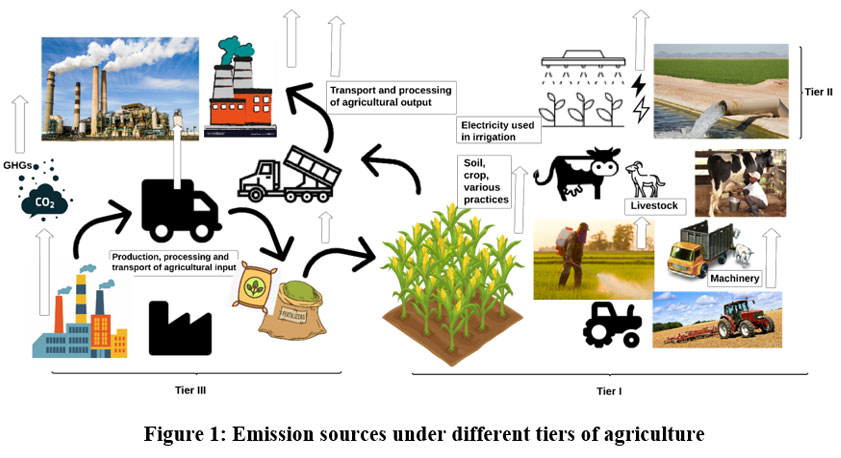 Transport and processing
of agricultural output
Tier II
Electricity used
in irrigation
GHGs
CO₂
Soil,
crop,
various
practices
Livestock
Production, processing and
transport of agricultural input
Machinery
FERTILIZING
Tier III
Tier I
Figure 1: Emission sources under different tiers of agriculture